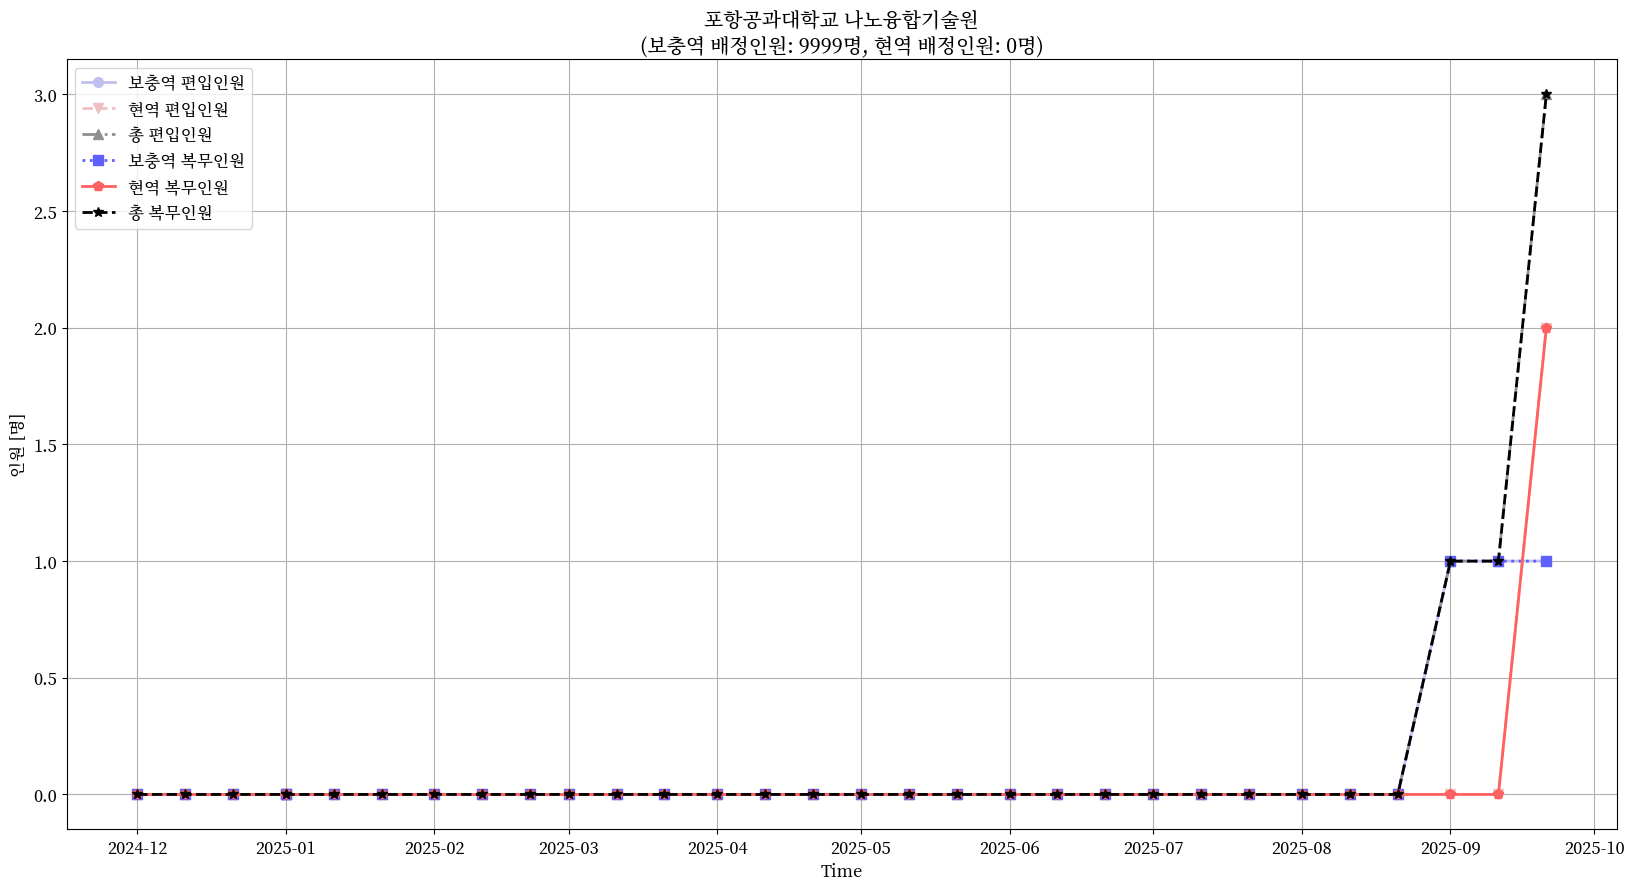 포항공과대학교 나노융합기술원
(보충역 배정인원: 9999명, 현역 배정인원: 0명)
보충역 편입인원
현역 편입인원
총 편입인원
보충역 복무인원
현역 복무인원
총 복무인원
3.0
2.5
2.0
1.5
1.0
0.5
0.0
인원 [명]
2024-12
2025-01
2025-02
2025-03
2025-04
2025-05
2025-06
2025-07
2025-08
2025-09
2025-10
Time